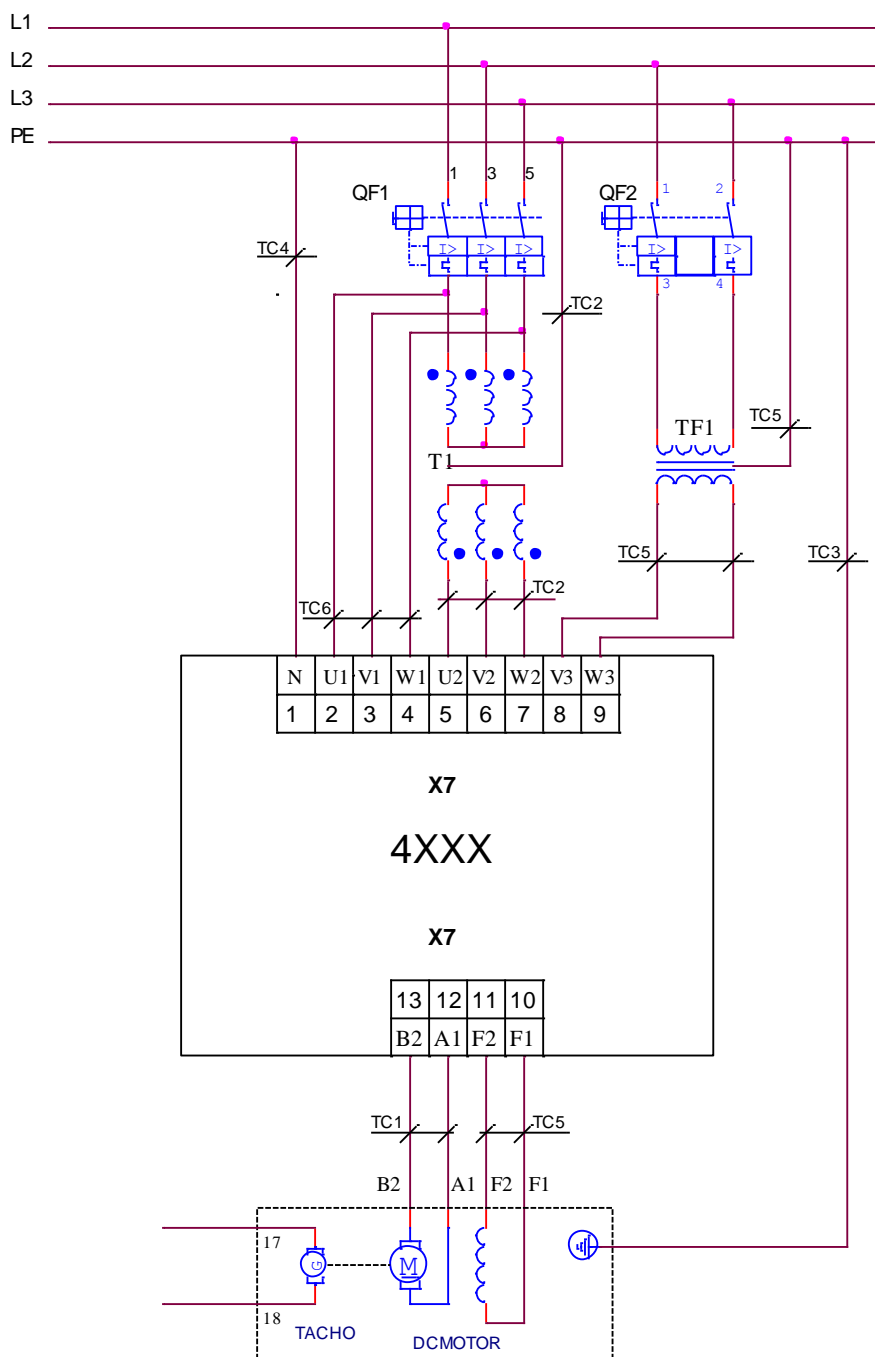 L1
L2
L3
PE
1 3 5
QF1
1 2
QF2
I> I> I>
I> I>
TC4
3 4
TC2
TF1
TC5
T1
TC5
TC3
TC2
TC6
N U1 V1 W1 U2 V2 W2 V3 W3
1 2 3 4 5 6 7 8 9
X7
4XXX
X7
13 12 11 10
B2 A1 F2 F1
TC1
TC5
B2 A1 F2 F1
17
G
M
18
TACHO
DCMOTOR